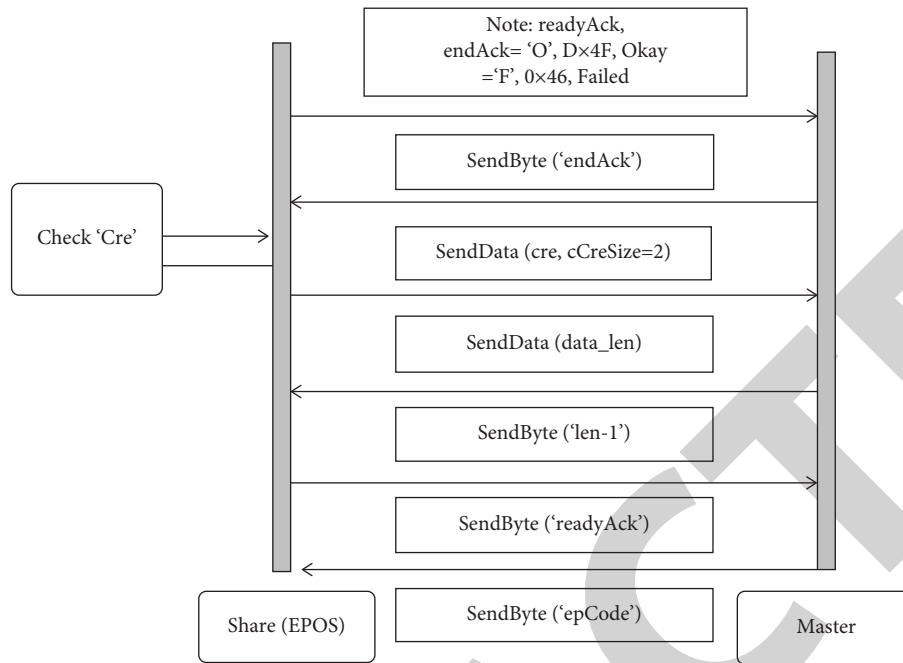 Note: readyAck,
endAck= ‘O’, D×4F, Okay
=‘F’, 0×46, Failed
SendByte (‘endAck’)
Check ‘Cre’
SendData (cre, cCreSize=2)
SendData (data_len)
SendByte (‘len-1’)
SendByte (‘readyAck’)
Share (EPOS)
SendByte (‘epCode’)
Master